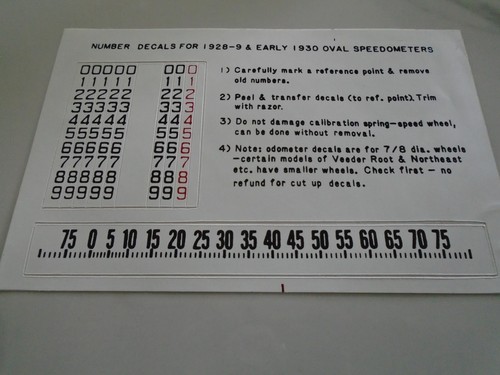 NUMBER DECALS FOR 1928-9 & EARLY 1930 OVAL SPEEDOMETERS
00000 000
11111 111
22222 222
33333 333
44444 444
55555 555
66666 666
77777 777
88888 888
99999 999
1) Carefully mark a reference point & remove
old numbers.
2) Peel & transfer decals (to ref. point). Trim
with razor.
3) Do not damage calibration spring-speed wheel,
can be done without removal.
4) Note: odometer decals are for 7/8 dia. wheels
-certain models of Veeder Root & Northeast
etc. have smaller wheels. Check first - no
refund for cut up decals.
75 0 5 10 15 20 25 30 35 40 45 50 55 60 65 70 75